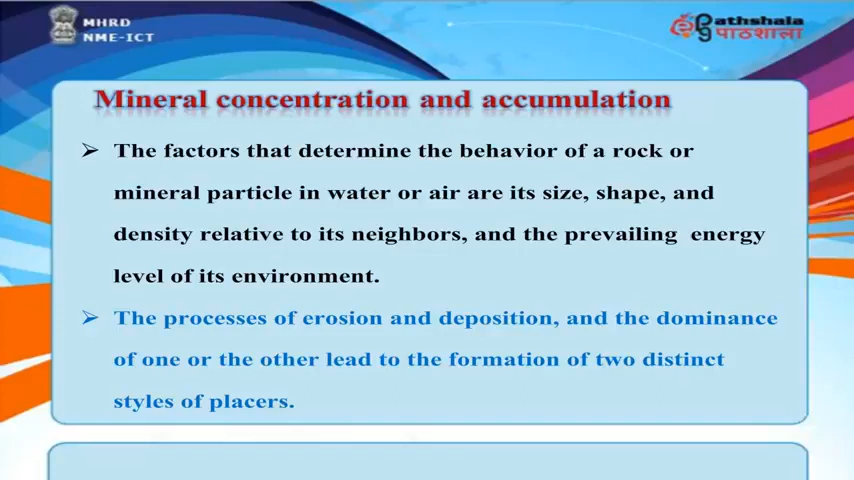 MHRD
NME-ICT
ePathshala
पाठशाला
Mineral concentration and accumulation
The factors that determine the behavior of a rock or
mineral particle in water or air are its size, shape, and
density relative to its neighbors, and the prevailing energy
level of its environment.
The processes of erosion and deposition, and the dominance
of one or the other lead to the formation of two distinct
styles of placers.